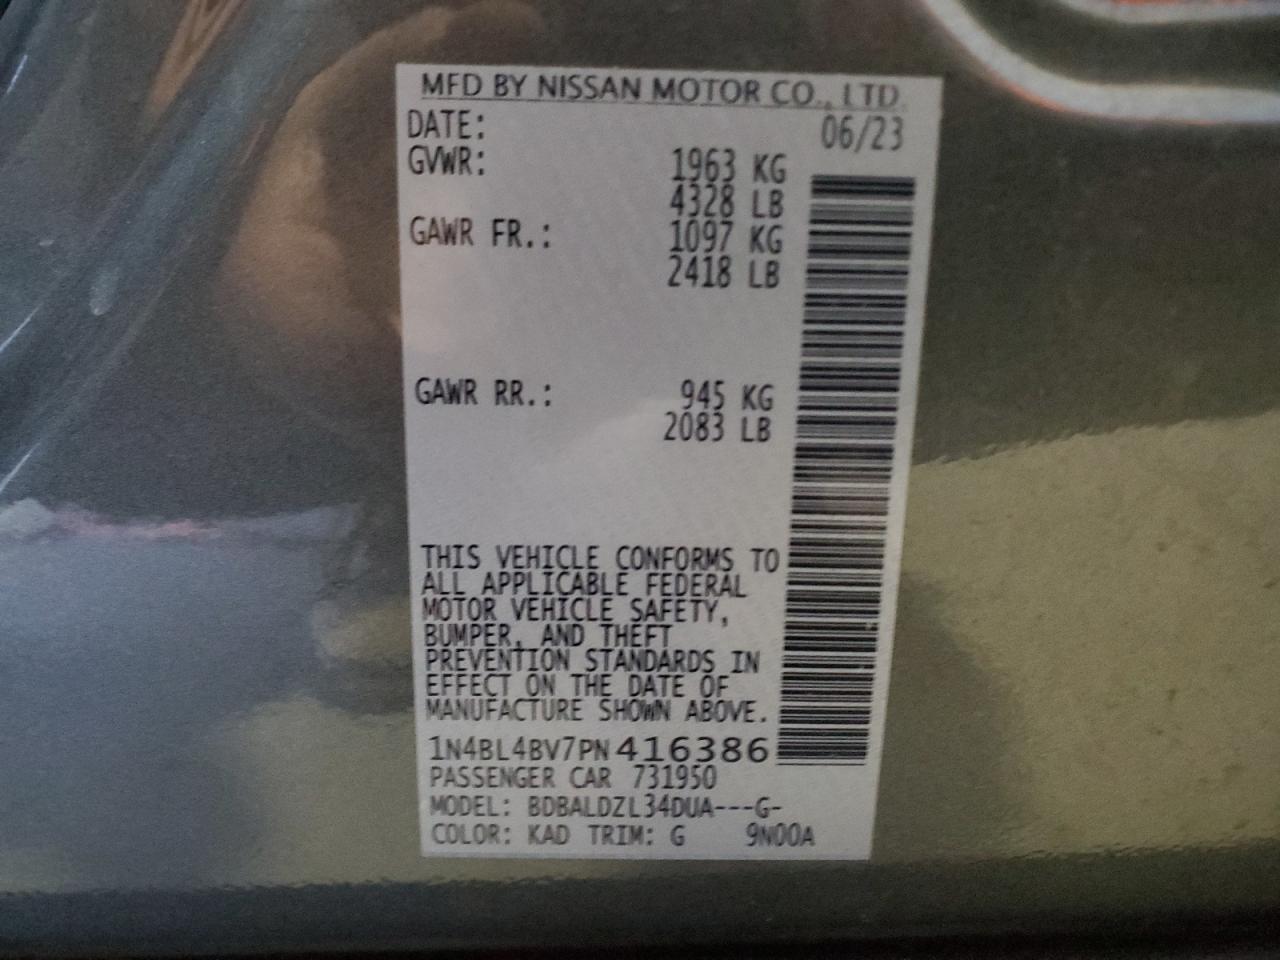 MFD BY NISSAN MOTOR CO., LTD.
DATE: 06/23
GVWR: 1963 KG
4328 LB
GAWR FR.: 1097 KG
2418 LB
GAWR RR.: 945 KG
2083 LB
THIS VEHICLE CONFORMS TO
ALL APPLICABLE FEDERAL
MOTOR VEHICLE SAFETY,
BUMPER, AND THEFT
PREVENTION STANDARDS IN
EFFECT ON THE DATE OF
MANUFACTURE SHOWN ABOVE.
1N4BL4BV7PN416386
PASSENGER CAR 731950
MODEL: BDBALDZL34DUA---G-
COLOR: KAD TRIM: G 9N00A